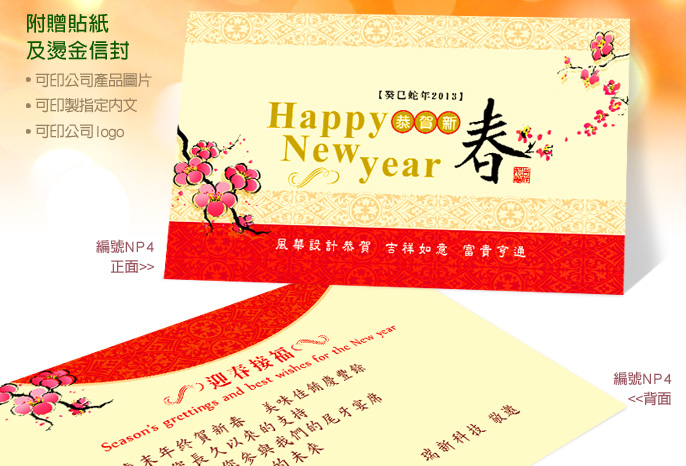 附贈貼紙
及燙金信封
• 可印公司產品圖片
• 可印製指定內文
• 可印公司logo
【癸巳蛇年2013】
Happy 恭賀新春
New year
編號NP4
正面>>
風華設計恭賀 吉祥如意 富貴亨通
迎春接福
Season's grettings and best wishes for the New year
歲末年終賀新春 美味佳餚慶豐餘
長久以來的支持
您參與我們的尾牙宴席
的未來
瑞新科技 敬邀
編號NP4
<<背面